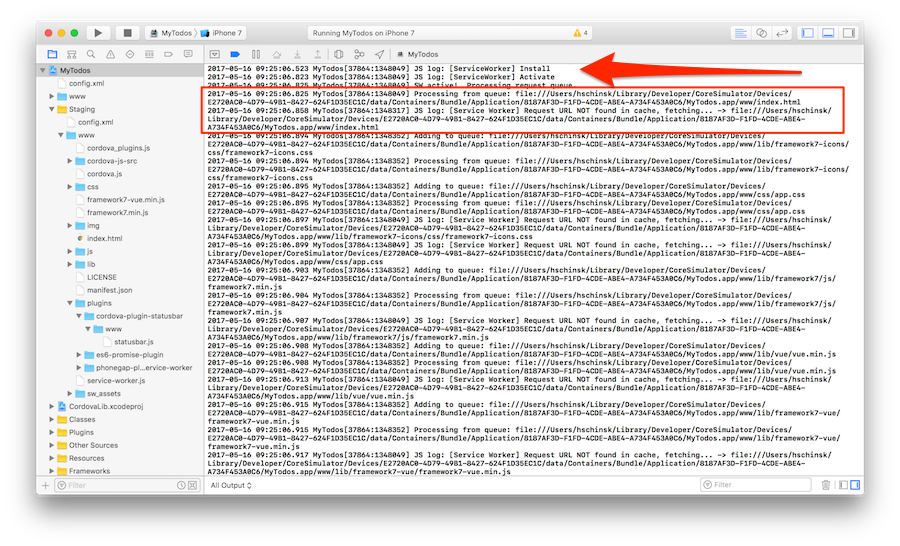 MyTodos
iPhone 7
Running MyTodos on iPhone 7
4
MyTodos
MyTodos
config.xml
www
Staging
config.xml
www
cordova_plugins.js
cordova-js-src
cordova.js
css
framework7-vue.min.js
framework7.min.js
img
index.html
js
lib
LICENSE
manifest.json
plugins
cordova-plugin-statusbar
www
statusbar.js
es6-promise-plugin
phonegap-pl...ervice-worker
service-worker.js
sw_assets
CordovaLib.xcodeproj
Classes
Plugins
Other Sources
Resources
Frameworks
Filter
2017-05-16 09:25:06.523 MyTodos[37864:1348049] JS log: [ServiceWorker] Install
2017-05-16 09:25:06.823 MyTodos[37864:1348049] JS log: [ServiceWorker] Activate
2017-05-16 09:25:06.825 MyTodos[37864:1348049] SW active! Processing request queue.
2017-05-16 09:25:06.825 MyTodos[37864:1348049] Processing from queue: file:///Users/hschinsk/Library/Developer/CoreSimulator/Devices/
E2720AC0-4D79-49B1-8427-624F1D35EC1C/data/Containers/Bundle/Application/8187AF3D-F1FD-4CDE-ABE4-A734F453A0C6/MyTodos.app/www/index.html
2017-05-16 09:25:06.828 MyTodos[37864:1348317] JS log: [Service Worker] Request URL NOT found in cache, fetching... -> file:///Users/hschinsk/
Library/Developer/CoreSimulator/Devices/E2720AC0-4D79-49B1-8427-624F1D35EC1C/data/Containers/Bundle/Application/8187AF3D-F1FD-4CDE-ABE4-
A734F453A0C6/MyTodos.app/www/index.html
2017-05-16 09:25:06.894 MyTodos[37864:1348352] Adding to queue: file:///Users/hschinsk/Library/Developer/CoreSimulator/Devices/
E2720AC0-4D79-49B1-8427-624F1D35EC1C/data/Containers/Bundle/Application/8187AF3D-F1FD-4CDE-ABE4-A734F453A0C6/MyTodos.app/www/lib/framework7-icons/
css/framework7-icons.css
2017-05-16 09:25:06.894 MyTodos[37864:1348352] Processing from queue: file:///Users/hschinsk/Library/Developer/CoreSimulator/Devices/
E2720AC0-4D79-49B1-8427-624F1D35EC1C/data/Containers/Bundle/Application/8187AF3D-F1FD-4CDE-ABE4-A734F453A0C6/MyTodos.app/www/lib/framework7-icons/
css/framework7-icons.css
2017-05-16 09:25:06.895 MyTodos[37864:1348352] Adding to queue: file:///Users/hschinsk/Library/Developer/CoreSimulator/Devices/
E2720AC0-4D79-49B1-8427-624F1D35EC1C/data/Containers/Bundle/Application/8187AF3D-F1FD-4CDE-ABE4-A734F453A0C6/MyTodos.app/www/css/app.css
2017-05-16 09:25:06.895 MyTodos[37864:1348352] Processing from queue: file:///Users/hschinsk/Library/Developer/CoreSimulator/Devices/
E2720AC0-4D79-49B1-8427-624F1D35EC1C/data/Containers/Bundle/Application/8187AF3D-F1FD-4CDE-ABE4-A734F453A0C6/MyTodos.app/www/css/app.css
2017-05-16 09:25:06.897 MyTodos[37864:1348049] JS log: [Service Worker] Request URL NOT found in cache, fetching... -> file:///Users/hschinsk/
Library/Developer/CoreSimulator/Devices/E2720AC0-4D79-49B1-8427-624F1D35EC1C/data/Containers/Bundle/Application/8187AF3D-F1FD-4CDE-ABE4-
A734F453A0C6/MyTodos.app/www/lib/framework7-icons/css/framework7-icons.css
2017-05-16 09:25:06.899 MyTodos[37864:1348049] JS log: [Service Worker] Request URL NOT found in cache, fetching... -> file:///Users/hschinsk/
Library/Developer/CoreSimulator/Devices/E2720AC0-4D79-49B1-8427-624F1D35EC1C/data/Containers/Bundle/Application/8187AF3D-F1FD-4CDE-ABE4-
A734F453A0C6/MyTodos.app/www/css/app.css
2017-05-16 09:25:06.903 MyTodos[37864:1348352] Adding to queue: file:///Users/hschinsk/Library/Developer/CoreSimulator/Devices/
E2720AC0-4D79-49B1-8427-624F1D35EC1C/data/Containers/Bundle/Application/8187AF3D-F1FD-4CDE-ABE4-A734F453A0C6/MyTodos.app/www/lib/framework7/js/
framework7.min.js
2017-05-16 09:25:06.904 MyTodos[37864:1348352] Processing from queue: file:///Users/hschinsk/Library/Developer/CoreSimulator/Devices/
E2720AC0-4D79-49B1-8427-624F1D35EC1C/data/Containers/Bundle/Application/8187AF3D-F1FD-4CDE-ABE4-A734F453A0C6/MyTodos.app/www/lib/framework7/js/
framework7.min.js
2017-05-16 09:25:06.907 MyTodos[37864:1348049] JS log: [Service Worker] Request URL NOT found in cache, fetching... -> file:///Users/hschinsk/
Library/Developer/CoreSimulator/Devices/E2720AC0-4D79-49B1-8427-624F1D35EC1C/data/Containers/Bundle/Application/8187AF3D-F1FD-4CDE-ABE4-
A734F453A0C6/MyTodos.app/www/lib/framework7/js/framework7.min.js
2017-05-16 09:25:06.908 MyTodos[37864:1348352] Adding to queue: file:///Users/hschinsk/Library/Developer/CoreSimulator/Devices/
E2720AC0-4D79-49B1-8427-624F1D35EC1C/data/Containers/Bundle/Application/8187AF3D-F1FD-4CDE-ABE4-A734F453A0C6/MyTodos.app/www/lib/vue/vue.min.js
2017-05-16 09:25:06.908 MyTodos[37864:1348352] Processing from queue: file:///Users/hschinsk/Library/Developer/CoreSimulator/Devices/
E2720AC0-4D79-49B1-8427-624F1D35EC1C/data/Containers/Bundle/Application/8187AF3D-F1FD-4CDE-ABE4-A734F453A0C6/MyTodos.app/www/lib/vue/vue.min.js
2017-05-16 09:25:06.913 MyTodos[37864:1348049] JS log: [Service Worker] Request URL NOT found in cache, fetching... -> file:///Users/hschinsk/
Library/Developer/CoreSimulator/Devices/E2720AC0-4D79-49B1-8427-624F1D35EC1C/data/Containers/Bundle/Application/8187AF3D-F1FD-4CDE-ABE4-
A734F453A0C6/MyTodos.app/www/lib/vue/vue.min.js
2017-05-16 09:25:06.915 MyTodos[37864:1348352] Adding to queue: file:///Users/hschinsk/Library/Developer/CoreSimulator/Devices/
E2720AC0-4D79-49B1-8427-624F1D35EC1C/data/Containers/Bundle/Application/8187AF3D-F1FD-4CDE-ABE4-A734F453A0C6/MyTodos.app/www/lib/framework7-vue/
framework7-vue.min.js
2017-05-16 09:25:06.915 MyTodos[37864:1348352] Processing from queue: file:///Users/hschinsk/Library/Developer/CoreSimulator/Devices/
E2720AC0-4D79-49B1-8427-624F1D35EC1C/data/Containers/Bundle/Application/8187AF3D-F1FD-4CDE-ABE4-A734F453A0C6/MyTodos.app/www/lib/framework7-vue/
framework7-vue.min.js
2017-05-16 09:25:06.917 MyTodos[37864:1348049] JS log: [Service Worker] Request URL NOT found in cache, fetching... -> file:///Users/hschinsk/
Library/Developer/CoreSimulator/Devices/E2720AC0-4D79-49B1-8427-624F1D35EC1C/data/Containers/Bundle/Application/8187AF3D-F1FD-4CDE-ABE4-
A734F453A0C6/MyTodos.app/www/lib/framework7-vue/framework7-vue.min.js
All Output
Filter